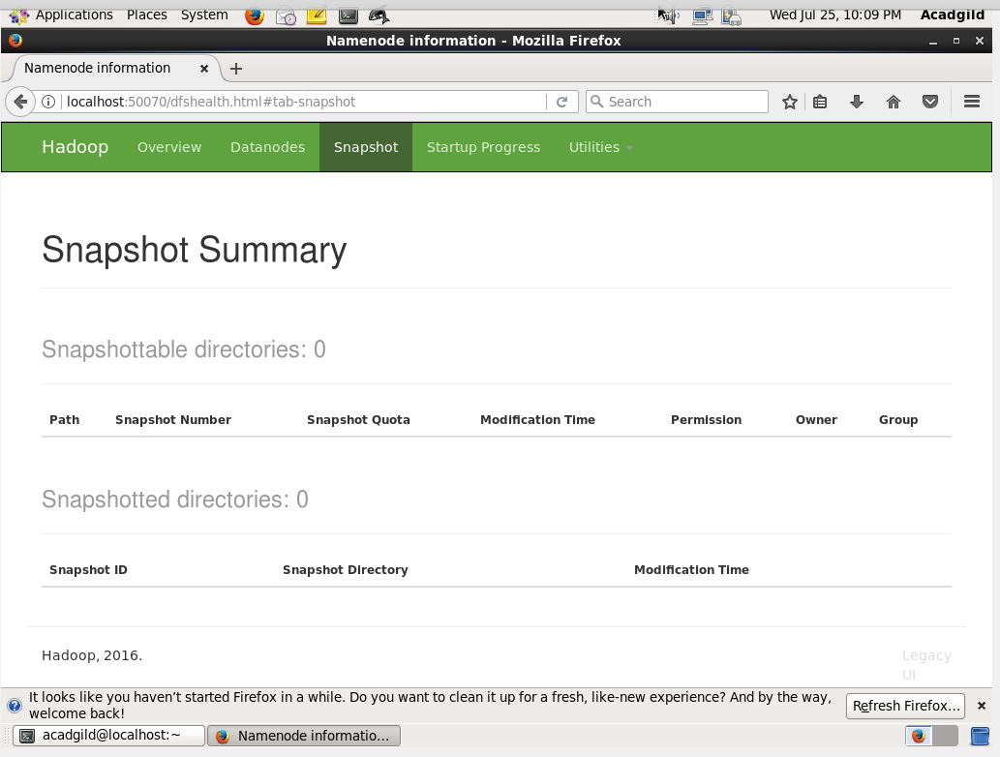 Applications Places System Wed Jul 25, 10:09 PM Acadgild
Namenode information - Mozilla Firefox
Namenode information
localhost:50070/dfshealth.html#tab-snapshot Search
Hadoop Overview Datanodes Snapshot Startup Progress Utilities
Snapshot Summary
Snapshottable directories: 0
Path Snapshot Number Snapshot Quota Modification Time Permission Owner Group
Snapshotted directories: 0
Snapshot ID Snapshot Directory Modification Time
Hadoop, 2016. Legacy
UI
It looks like you haven’t started Firefox in a while. Do you want to clean it up for a fresh, like-new experience? And by the way,
welcome back!
Refresh Firefox...
acadgild@localhost:~ Namenode informatio...